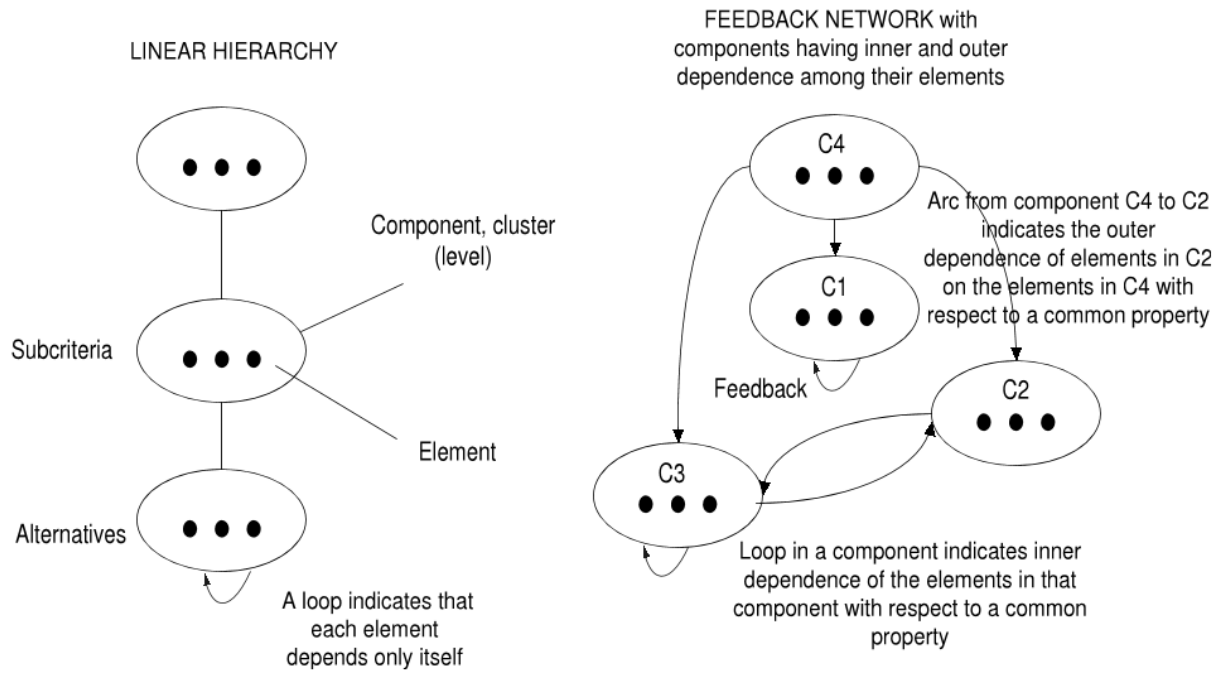 LINEAR HIERARCHY
Component, cluster
(level)
Subcriteria
Element
Alternatives
A loop indicates that
each element
depends only itself
FEEDBACK NETWORK with
components having inner and outer
dependence among their elements
C4
Arc from component C4 to C2
indicates the outer
dependence of elements in C2
on the elements in C4 with
respect to a common property
C1
Feedback
C2
C3
Loop in a component indicates inner
dependence of the elements in that
component with respect to a common
property